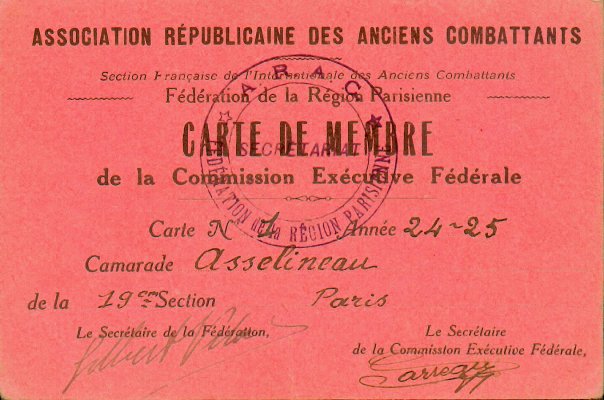 ASSOCIATION RÉPUBLICAINE DES ANCIENS COMBATTANTS
Section Française de l'Internationale des Anciens Combattants
Fédération de la Région Parisienne
CARTE DE MEMBRE
de la Commission Exécutive Fédérale
A.R.A.C.
SECRETARIAT
FÉDÉRATION de la RÉGION PARISIENNE
Carte N° 1 Année 24-25
Camarade Asselineau
de la 19eme Section Paris
Le Secrétaire de la Fédération,
Le Secrétaire
de la Commission Exécutive Fédérale,